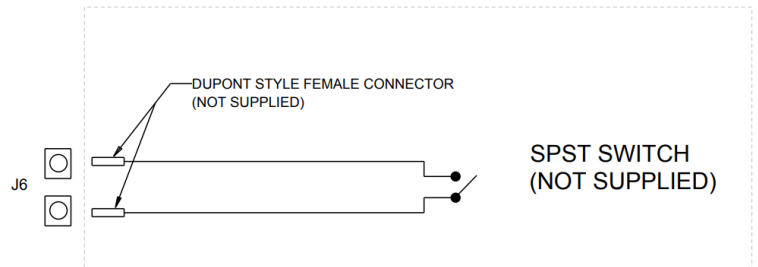 DUPONT STYLE FEMALE CONNECTOR
(NOT SUPPLIED)
SPST SWITCH
(NOT SUPPLIED)
J6